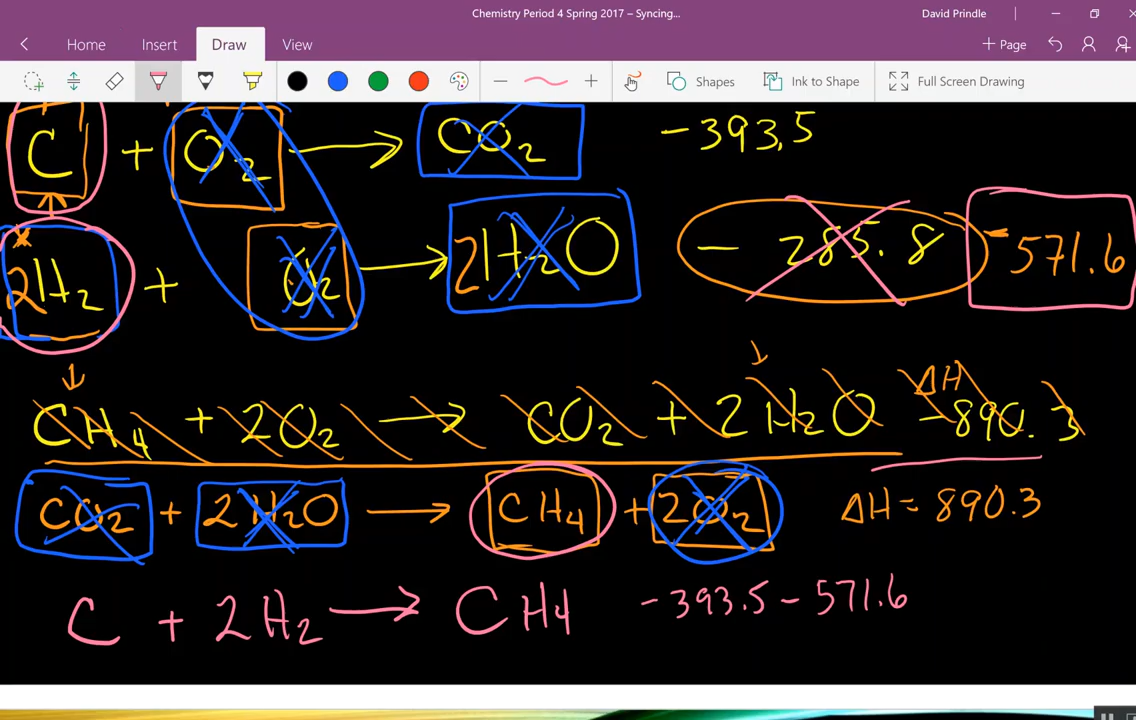 Chemistry Period 4 Spring 2017 – Syncing...
David Prindle
Home Insert Draw View
+ Page
Shapes Ink to Shape Full Screen Drawing
C + O₂ → CO₂ -393.5
2H₂ + O₂ → 2H₂O - 285.8 -571.6
ΔH
CH₄ + 2O₂ → CO₂ + 2H₂O -890.3
CO₂ + 2H₂O → CH₄ + 2O₂ ΔH = 890.3
C + 2H₂ → CH₄ -393.5 - 571.6